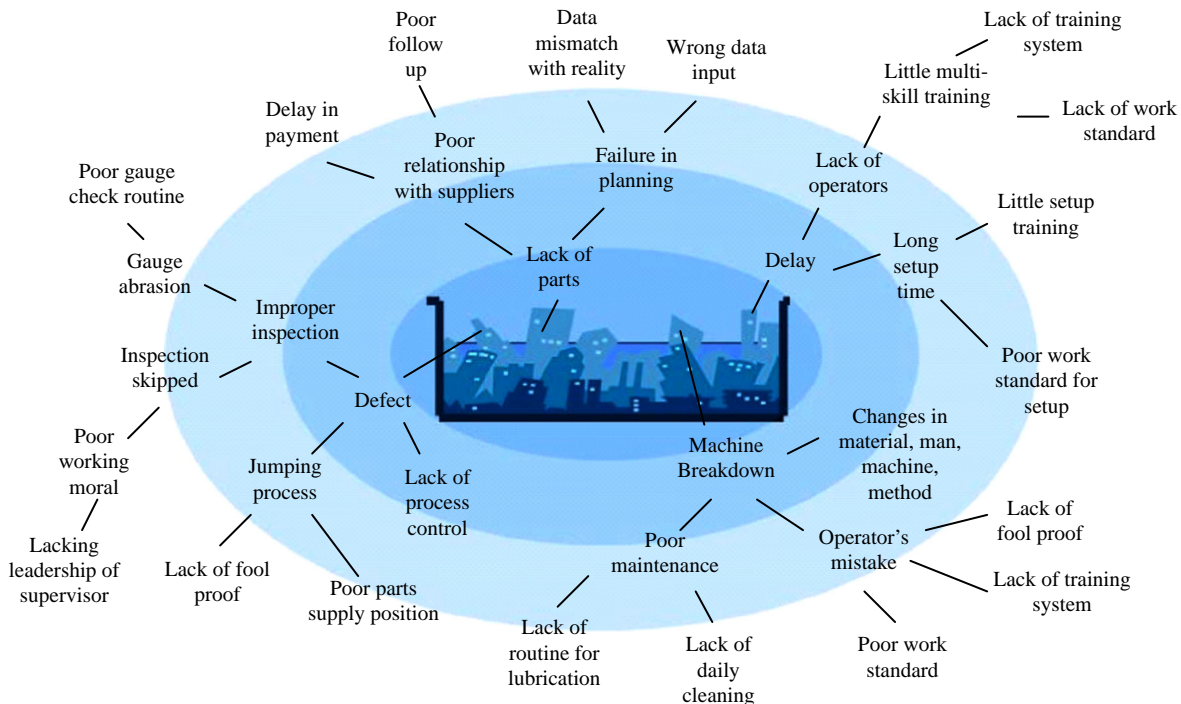 Poor
follow
up
Data
mismatch
with reality
Wrong data
input
Lack of training
system
Little multi-
skill training
Lack of work
standard
Delay in
payment
Poor
relationship
with suppliers
Failure in
planning
Lack of
operators
Poor gauge
check routine
Little setup
training
Gauge
abrasion
Lack of
parts
Delay
Long
setup
time
Improper
inspection
Inspection
skipped
Defect
Poor work
standard for
setup
Poor
working
moral
Jumping
process
Lack of
process
control
Machine
Breakdown
Changes in
material, man,
machine,
method
Lacking
leadership of
supervisor
Lack of fool
proof
Poor parts
supply position
Poor
maintenance
Operator’s
mistake
Lack of
fool proof
Lack of training
system
Lack of
routine for
lubrication
Lack of
daily
cleaning
Poor work
standard